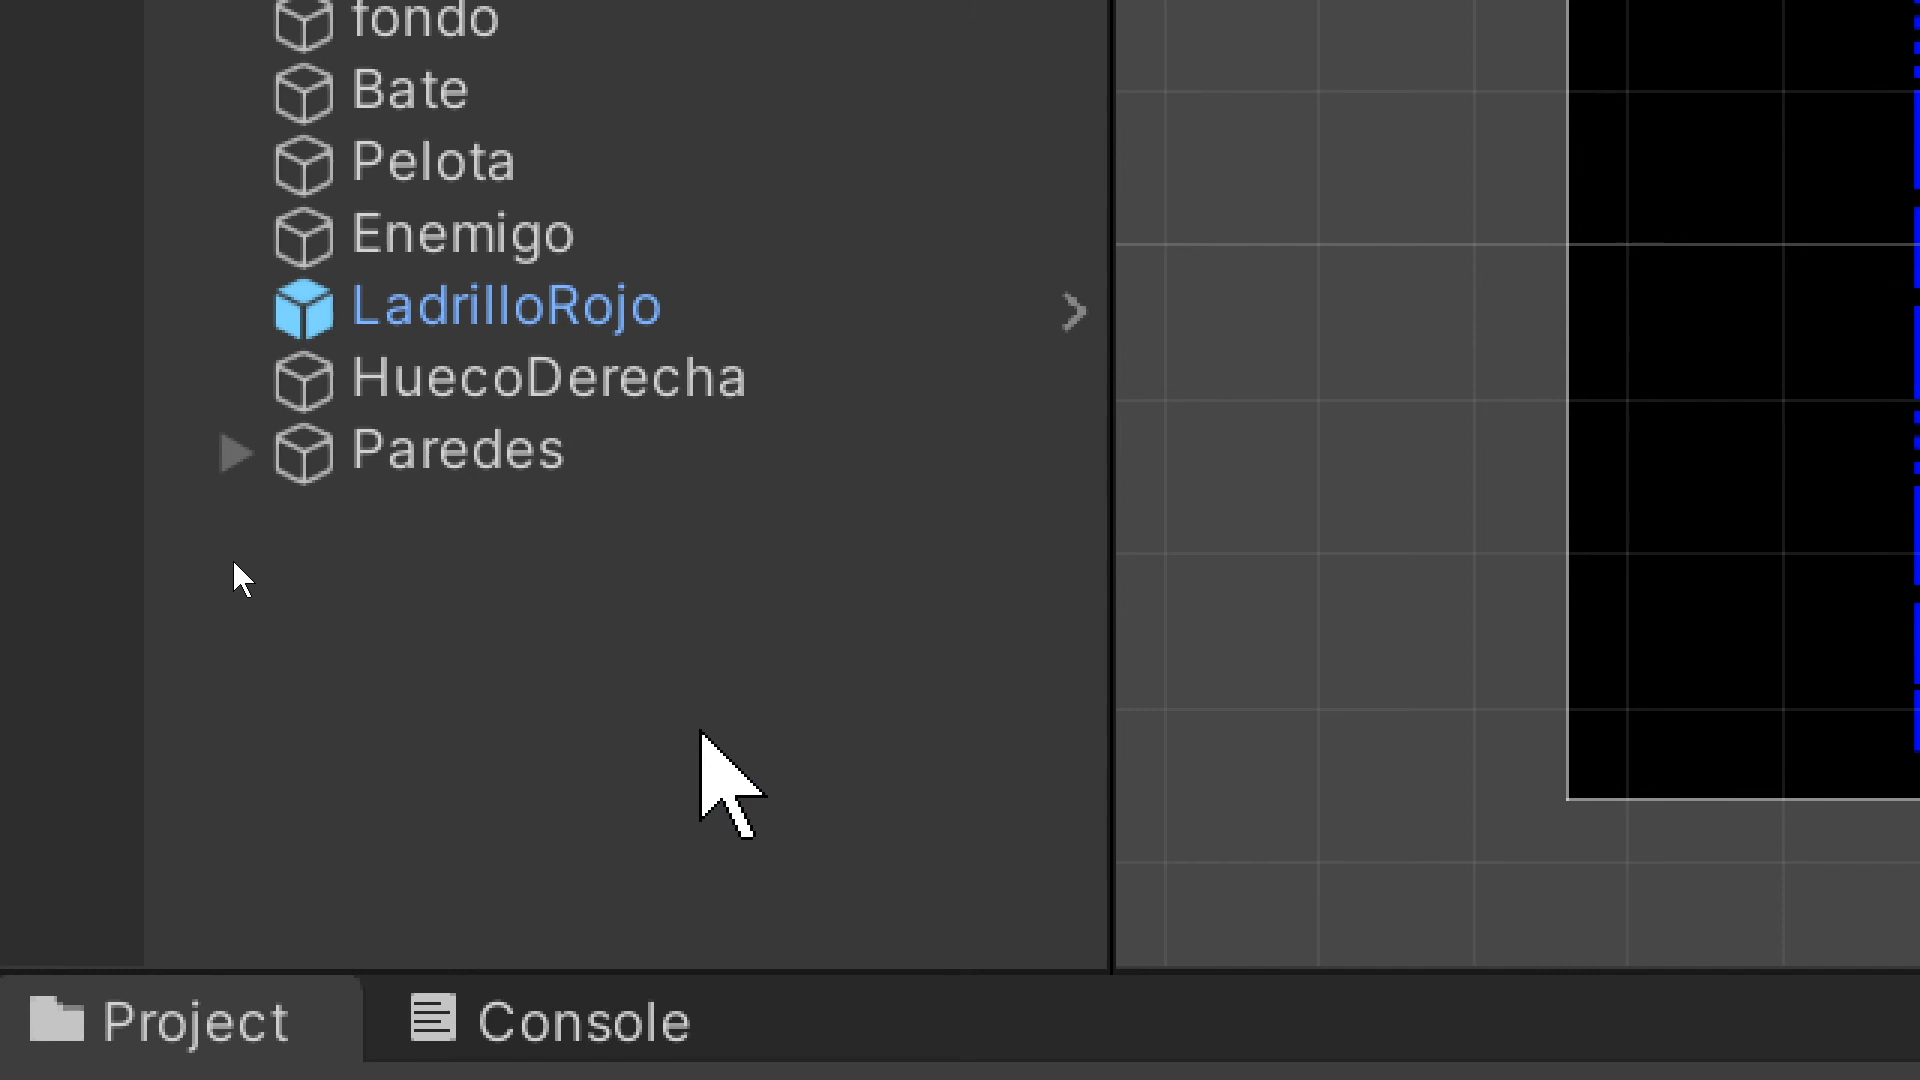 fondo
Bate
Pelota
Enemigo
LadrilloRojo
HuecoDerecha
Paredes
Project
Console